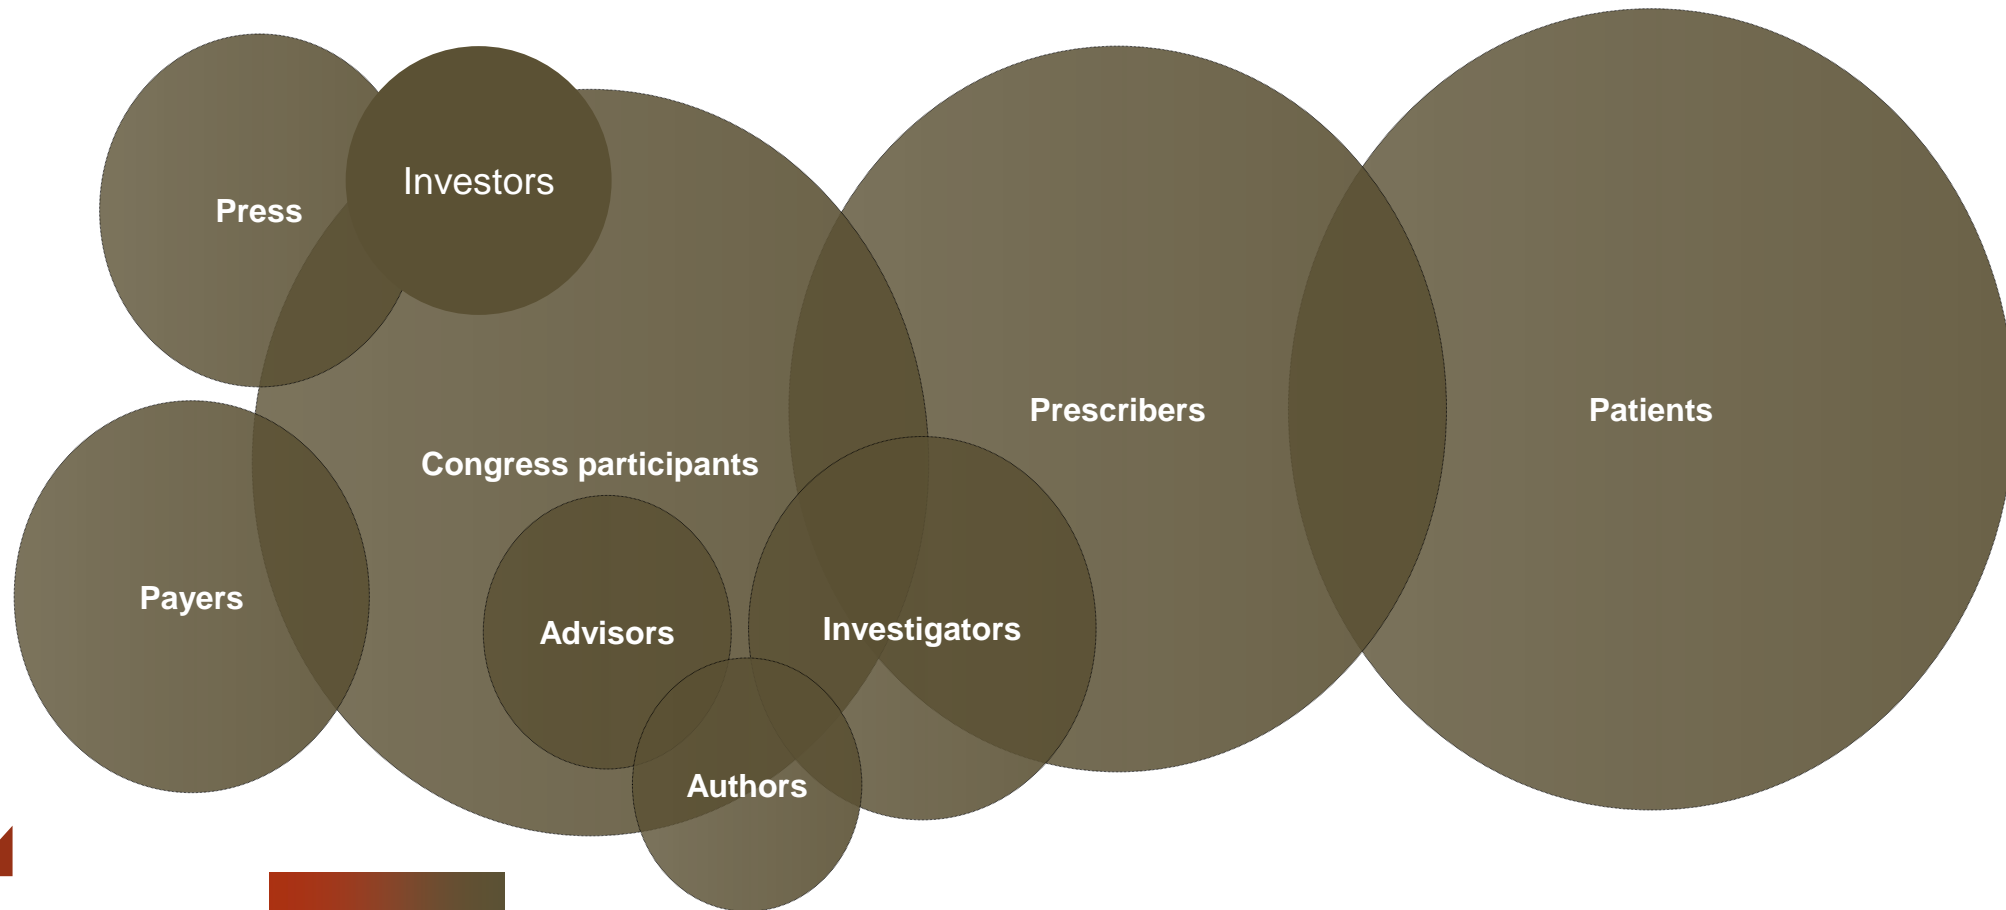 Investors
Press
Prescribers
Patients
Congress participants
Payers
Advisors
Investigators
Authors